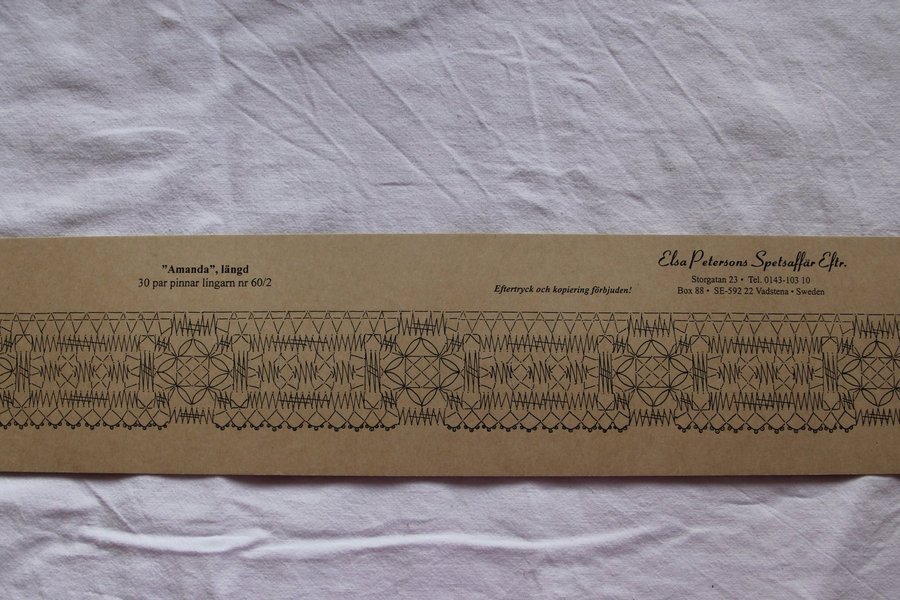 ”Amanda”, längd
30 par pinnar lingarn nr 60/2
Eftertryck och kopiering förbjuden!
Elsa Petersons Spetsaffär Eftr.
Storgatan 23 • Tel. 0143-103 10
Box 88 • SE-592 22 Vadstena • Sweden